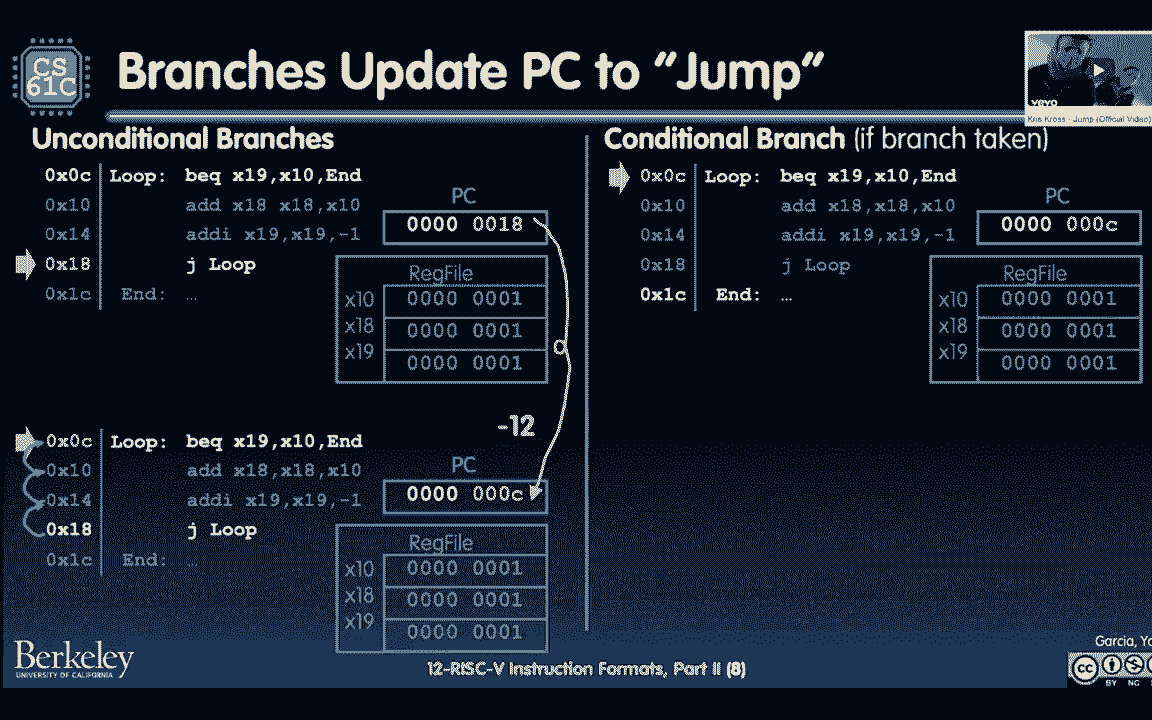 CS
61C
Branches Update PC to “Jump“
vevo
Kris Kross - Jump (Official Video)
Unconditional Branches
0x0c Loop: beq x19,x10,End
0x10 add x18 x18,x10
0x14 addi x19,x19,-1
0x18 j Loop
0x1c End: …
PC
0000 0018
RegFile
x10 0000 0001
x18 0000 0001
x19 0000 0001
-12
0x0c Loop: beq x19,x10,End
0x10 add x18,x18,x10
0x14 addi x19,x19,-1
0x18 j Loop
0x1c End: …
PC
0000 000c
RegFile
x10 0000 0001
x18 0000 0001
x19 0000 0001
Conditional Branch (if branch taken)
0x0c Loop: beq x19,x10,End
0x10 add x18,x18,x10
0x14 addi x19,x19,-1
0x18 j Loop
0x1c End: …
PC
0000 000c
RegFile
x10 0000 0001
x18 0000 0001
x19 0000 0001
Berkeley
UNIVERSITY OF CALIFORNIA
12-RISC-V Instruction Formats, Part II (8)
Garcia,
cc
BY NC